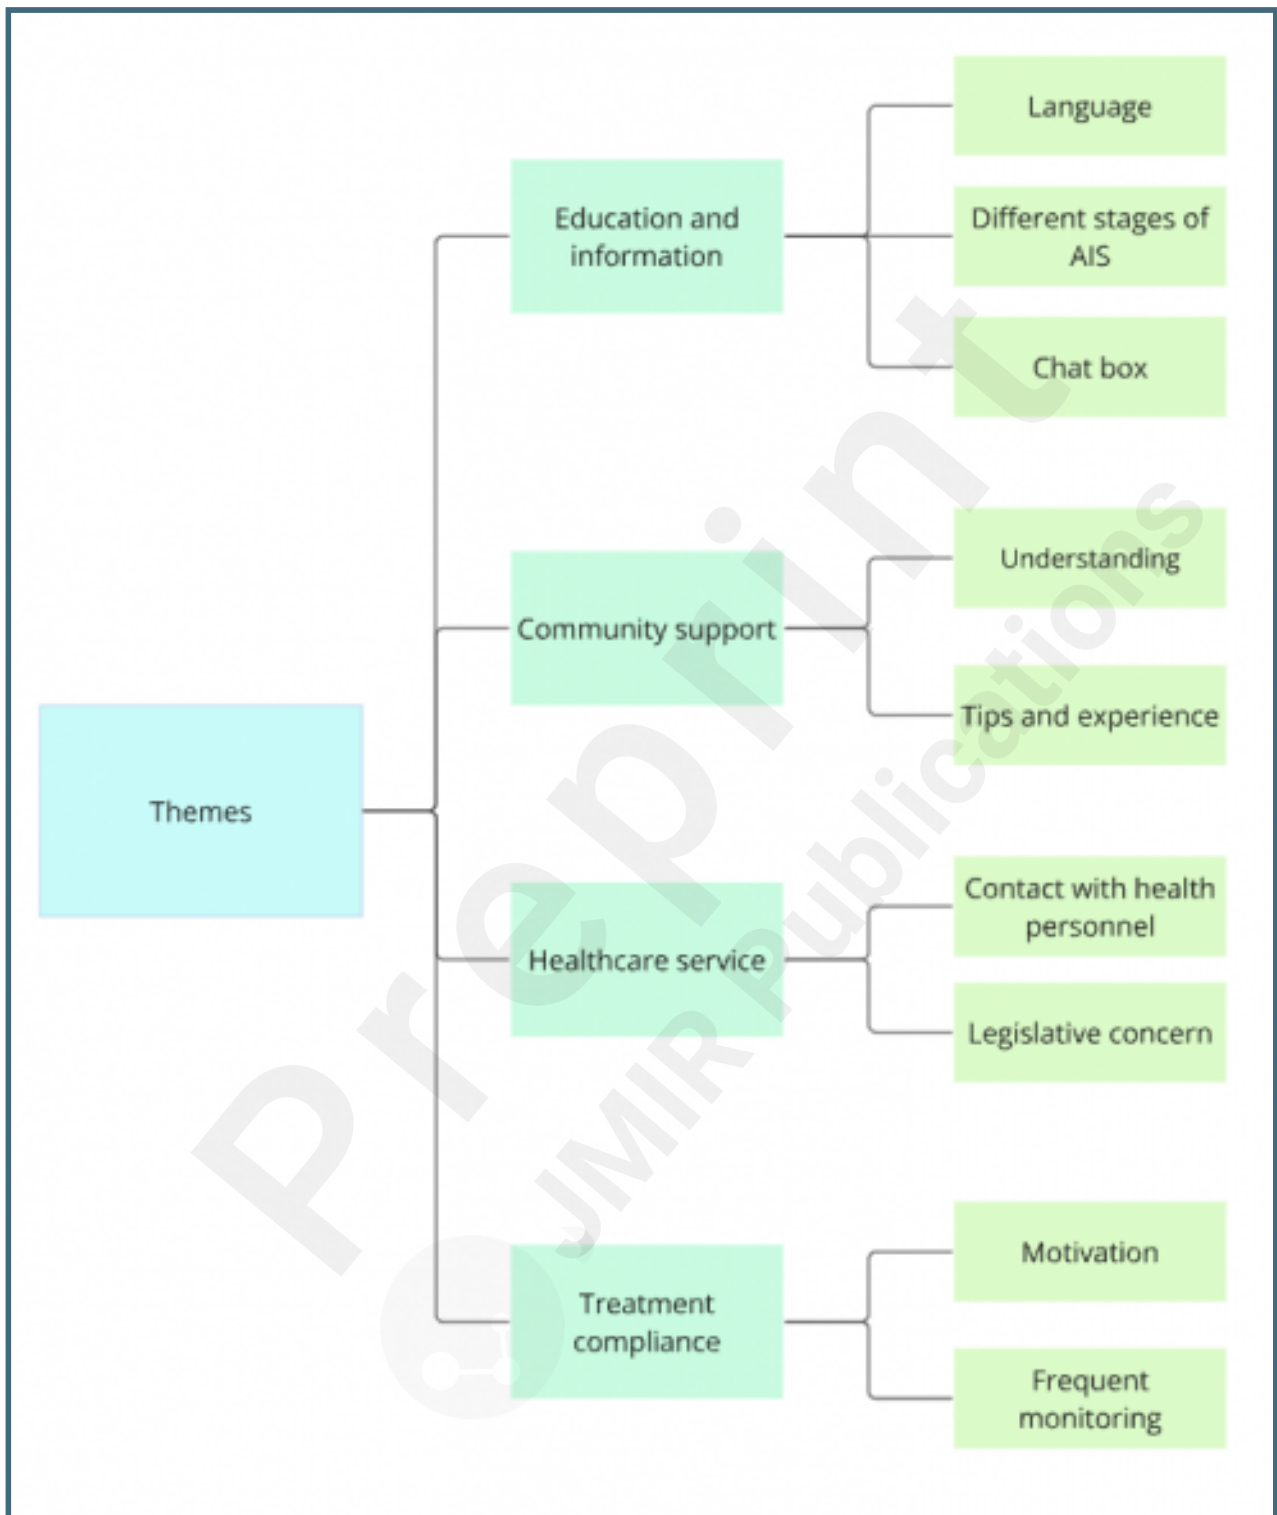 Language
Education and
information
Different stages of
AIS
Chat box
Community support
Understanding
Tips and experience
Themes
Healthcare service
Contact with health
personnel
Legislative concern
Treatment
compliance
Motivation
Frequent
monitoring
Preprint
JMIR Publications